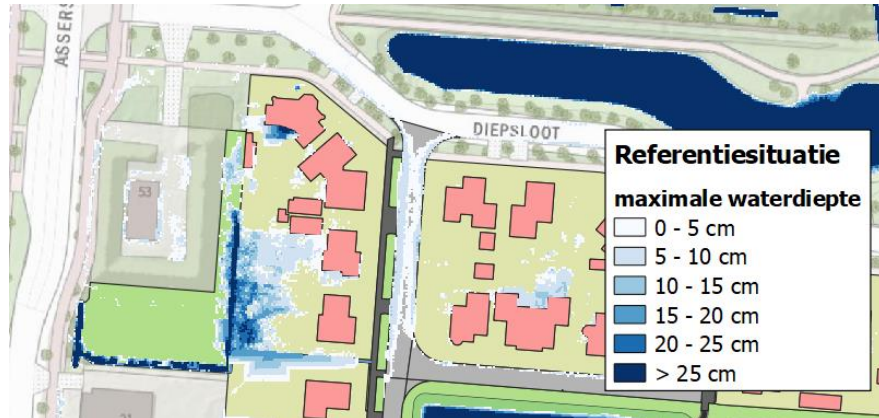 ASSERS
53
DIEPSLOOT
Referentiesituatie
maximale waterdiepte
0 - 5 cm
5 - 10 cm
10 - 15 cm
15 - 20 cm
20 - 25 cm
> 25 cm